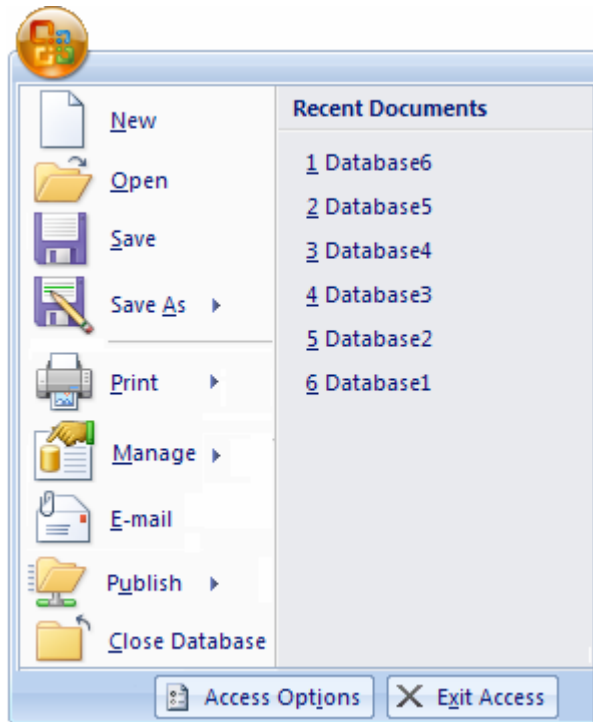 New
Open
Save
Save As
Print
Manage
E-mail
Publish
Close Database
Recent Documents
1 Database6
2 Database5
3 Database4
4 Database3
5 Database2
6 Database1
Access Options
Exit Access